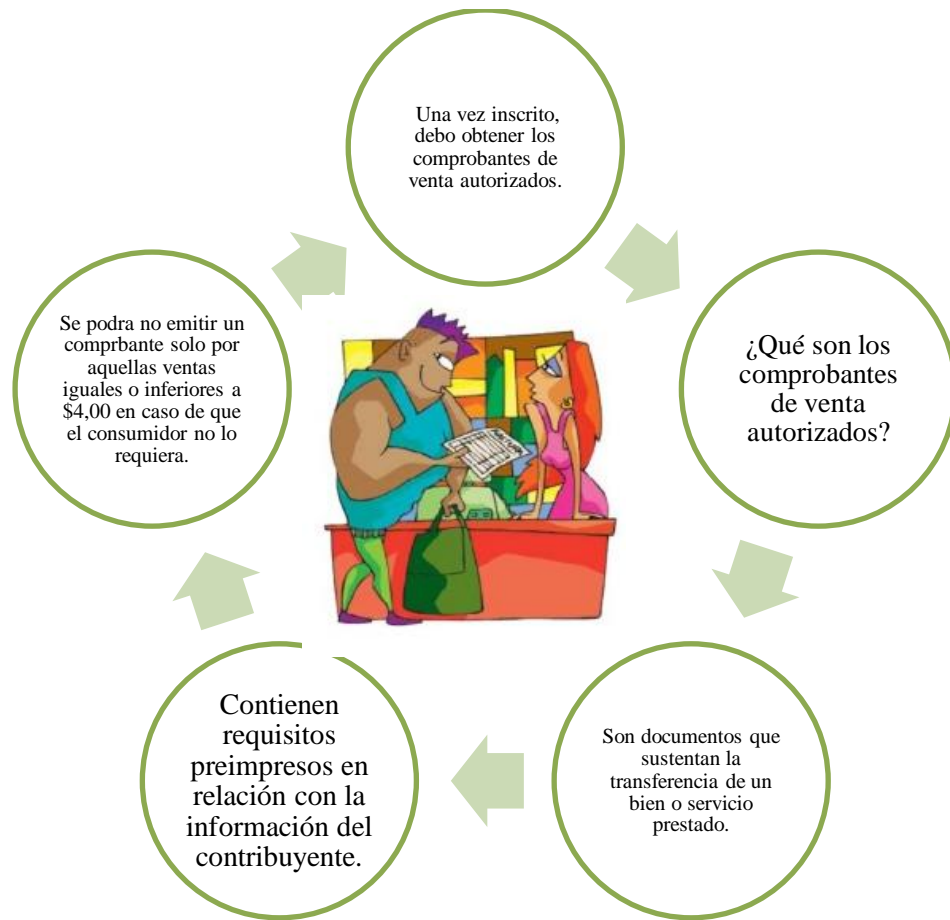 Una vez inscrito,
debo obtener los
comprobantes de
venta autorizados.
¿Qué son los
comprobantes
de venta
autorizados?
Son documentos que
sustentan la
transferencia de un
bien o servicio
prestado.
Contienen
requisitos
preimpresos en
relación con la
información del
contribuyente.
Se podra no emitir un
comprbante solo por
aquellas ventas
iguales o inferiores a
$4,00 en caso de que
el consumidor no lo
requiera.